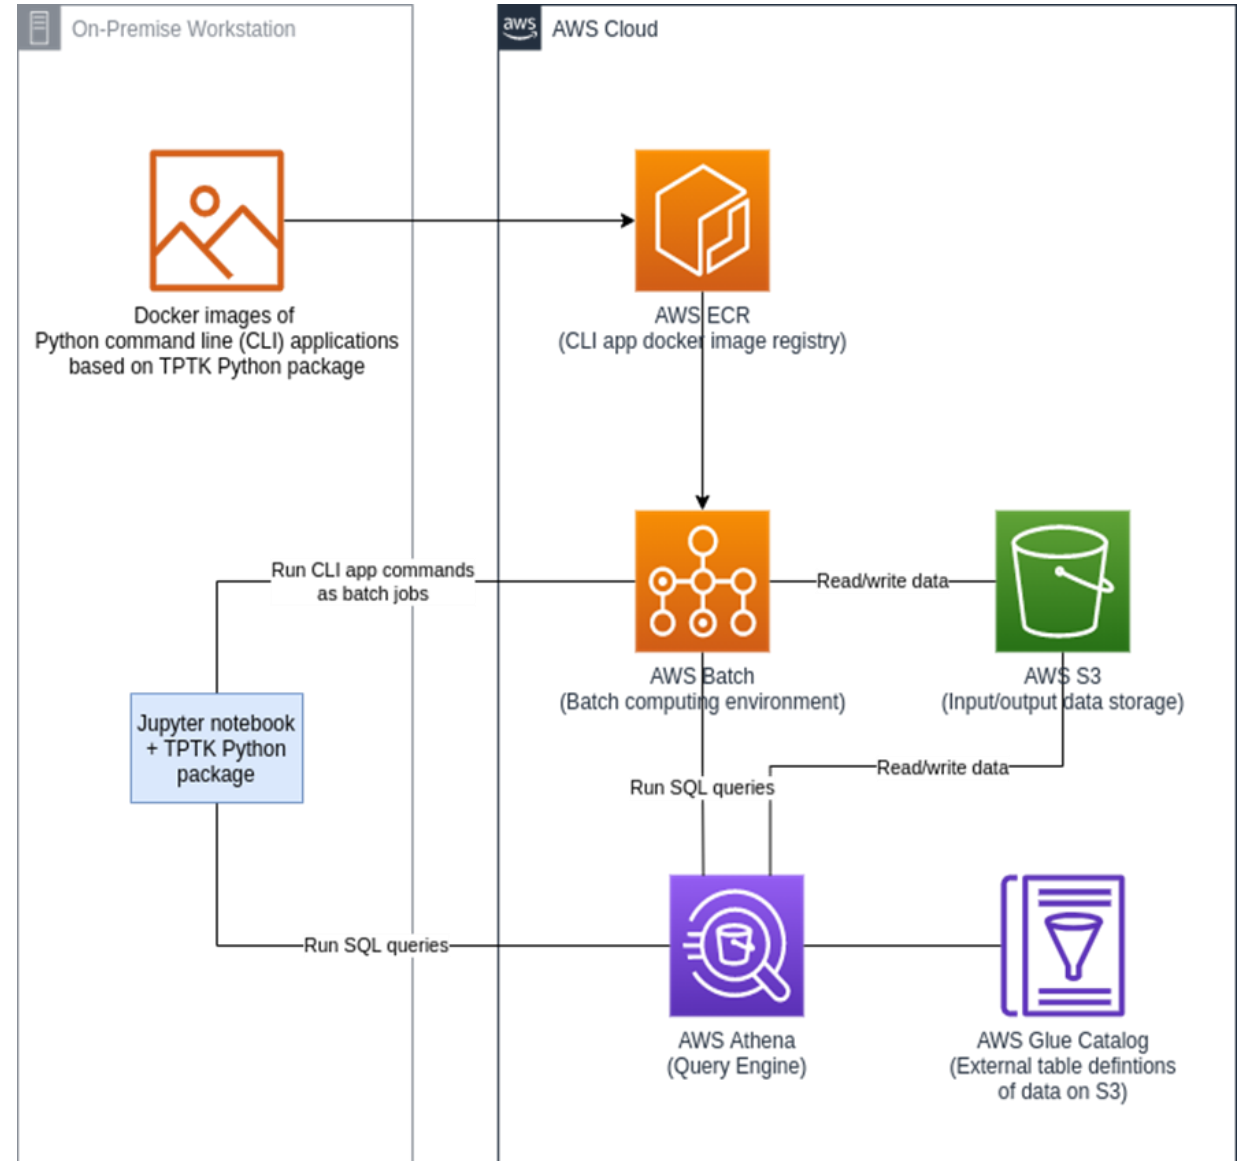 On-Premise Workstation
aws
AWS Cloud
Docker images of
Python command line (CLI) applications
based on TPTK Python package
AWS ECR
(CLI app docker image registry)
Run CLI app commands
as batch jobs
Read/write data
AWS Batch
(Batch computing environment)
AWS S3
(Input/output data storage)
Jupyter notebook
+ TPTK Python
package
Read/write data
Run SQL queries
Run SQL queries
AWS Athena
(Query Engine)
AWS Glue Catalog
(External table defintions
of data on S3)